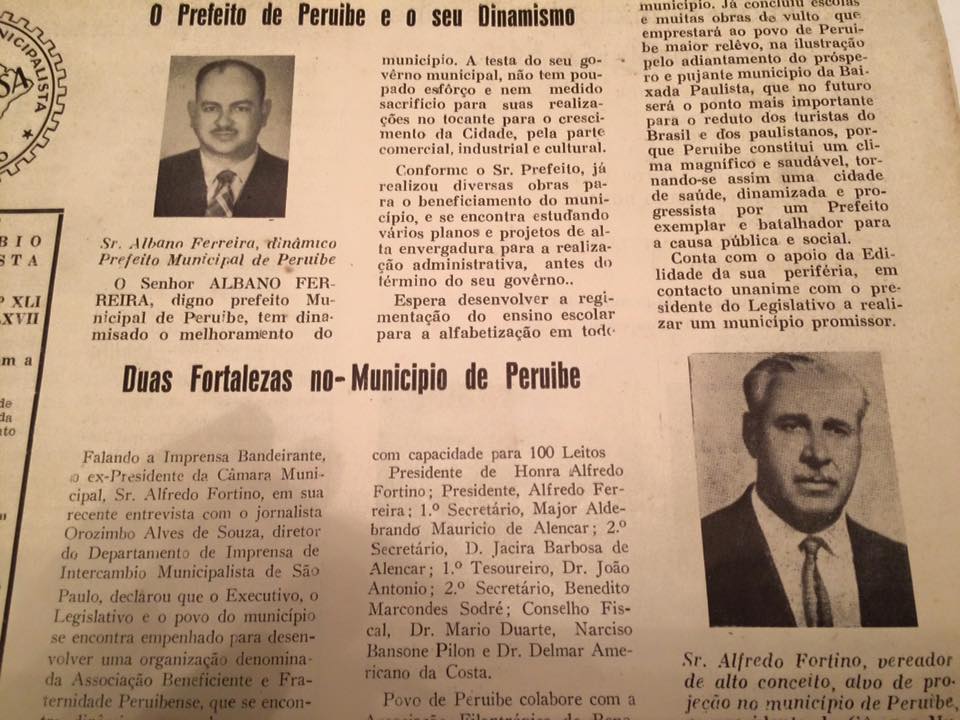 O Prefeito de Peruibe e o seu Dinamismo
Sr. Albano Ferreira, dinâmico
Prefeito Municipal de Peruibe
O Senhor ALBANO FER-
REIRA, digno prefeito Mu-
nicipal de Peruibe, tem dina-
misado o melhoramento do
município. A testa do seu go-
vêrno municipal, não tem pou-
pado esfôrço e nem medido
sacrifício para suas realiza-
ções no tocante para o cresci-
mento da Cidade, pela parte
comercial, industrial e cultural.
Conforme o Sr. Prefeito, já
realizou diversas obras pa-
ra o beneficiamento do muni-
cípio, e se encontra estudando
vários planos e projetos de al-
ta envergadura para a realiza-
ção administrativa, antes do
término do seu govêrno..
Espera desenvolver a regi-
mentação do ensino escolar
para a alfabetização em todo
município. Já concluiu escolas
e muitas obras de vulto que
emprestará ao povo de Perui-
be maior relêvo, na ilustração
pelo adiantamento do próspe-
ro e pujante município da Bai-
xada Paulista, que no futuro
será o ponto mais importante
para o reduto dos turistas do
Brasil e dos paulistanos, por-
que Peruibe constitui um cli-
ma magnífico e saudável, tor-
nando-se assim uma cidade
de saúde, dinamizada e pro-
gressista por um Prefeito
exemplar e batalhador para
a causa pública e social.
Conta com o apoio da Edi-
lidade da sua periféria, em
contacto unanime com o pre-
sidente do Legislativo a reali-
zar um município promissor.
Duas Fortalezas no-Municipio de Peruibe
Falando a Imprensa Bandeirante,
o ex-Presidente da Câmara Muni-
cipal, Sr. Alfredo Fortino, em sua
recente entrevista com o jornalista
Orozimbo Alves de Souza, diretor
do Departamento de Imprensa de
Intercambio Municipalista de São
Paulo, declarou que o Executivo, o
Legislativo e o povo do município
se encontra empenhado para desen-
volver uma organização denomina-
da Associação Beneficiente e Fra-
ternidade Peruibense, que se encon-
com capacidade para 100 Leitos
Presidente de Honra Alfredo
Fortino; Presidente, Alfredo Fer-
reira; 1.º Secretário, Major Alde-
brando Mauricio de Alencar; 2.º
Secretário, D. Jacira Barbosa de
Alencar; 1.º Tesoureiro, Dr. João
Antonio; 2.º Secretário, Benedito
Marcondes Sodré; Conselho Fis-
cal, Dr. Mario Duarte, Narciso
Bansone Pilon e Dr. Delmar Ame-
ricano da Costa.
Povo de Peruibe colabore com a
Sr. Alfredo Fortino, vereador
de alto conceito, alvo de pro-
jeção no município de Peruibe,